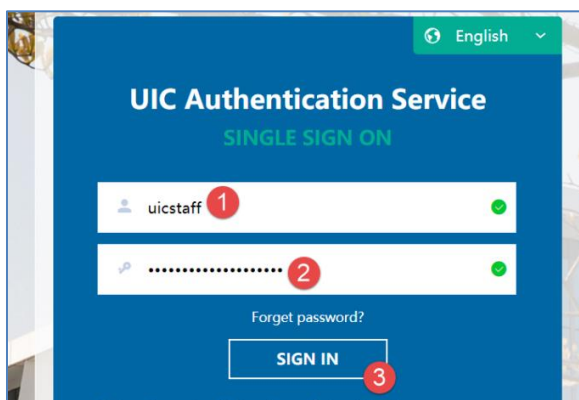 English
UIC Authentication Service
SINGLE SIGN ON
uicstaff 1
•••••••••••••••••••• 2
Forget password?
SIGN IN
3